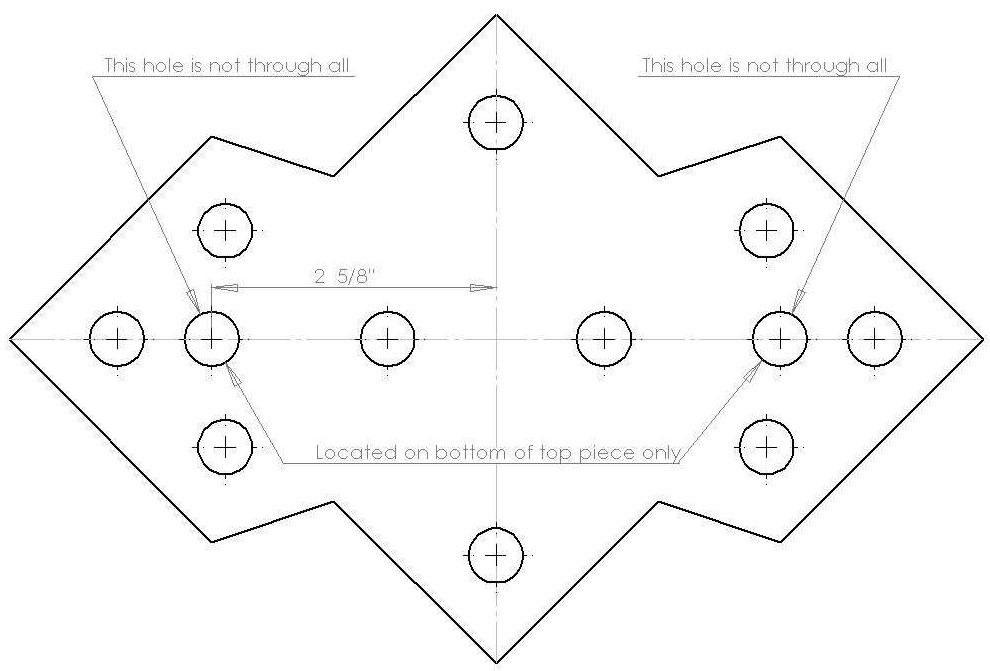 This hole is not through all
This hole is not through all
2 5/8"
Located on bottom of top piece only